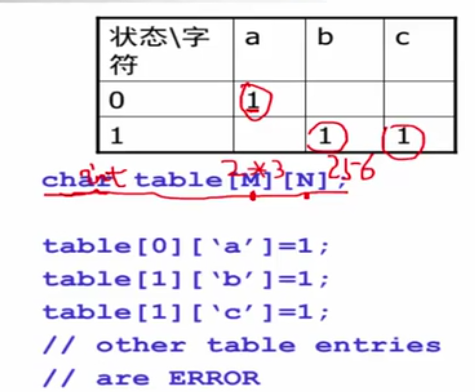 状态\字符 a b c
0 1
1 1 1
2*3 256
char int table[M][N];
table[0][‘a’]=1;
table[1][‘b’]=1;
table[1][‘c’]=1;
// other table entries
// are ERROR